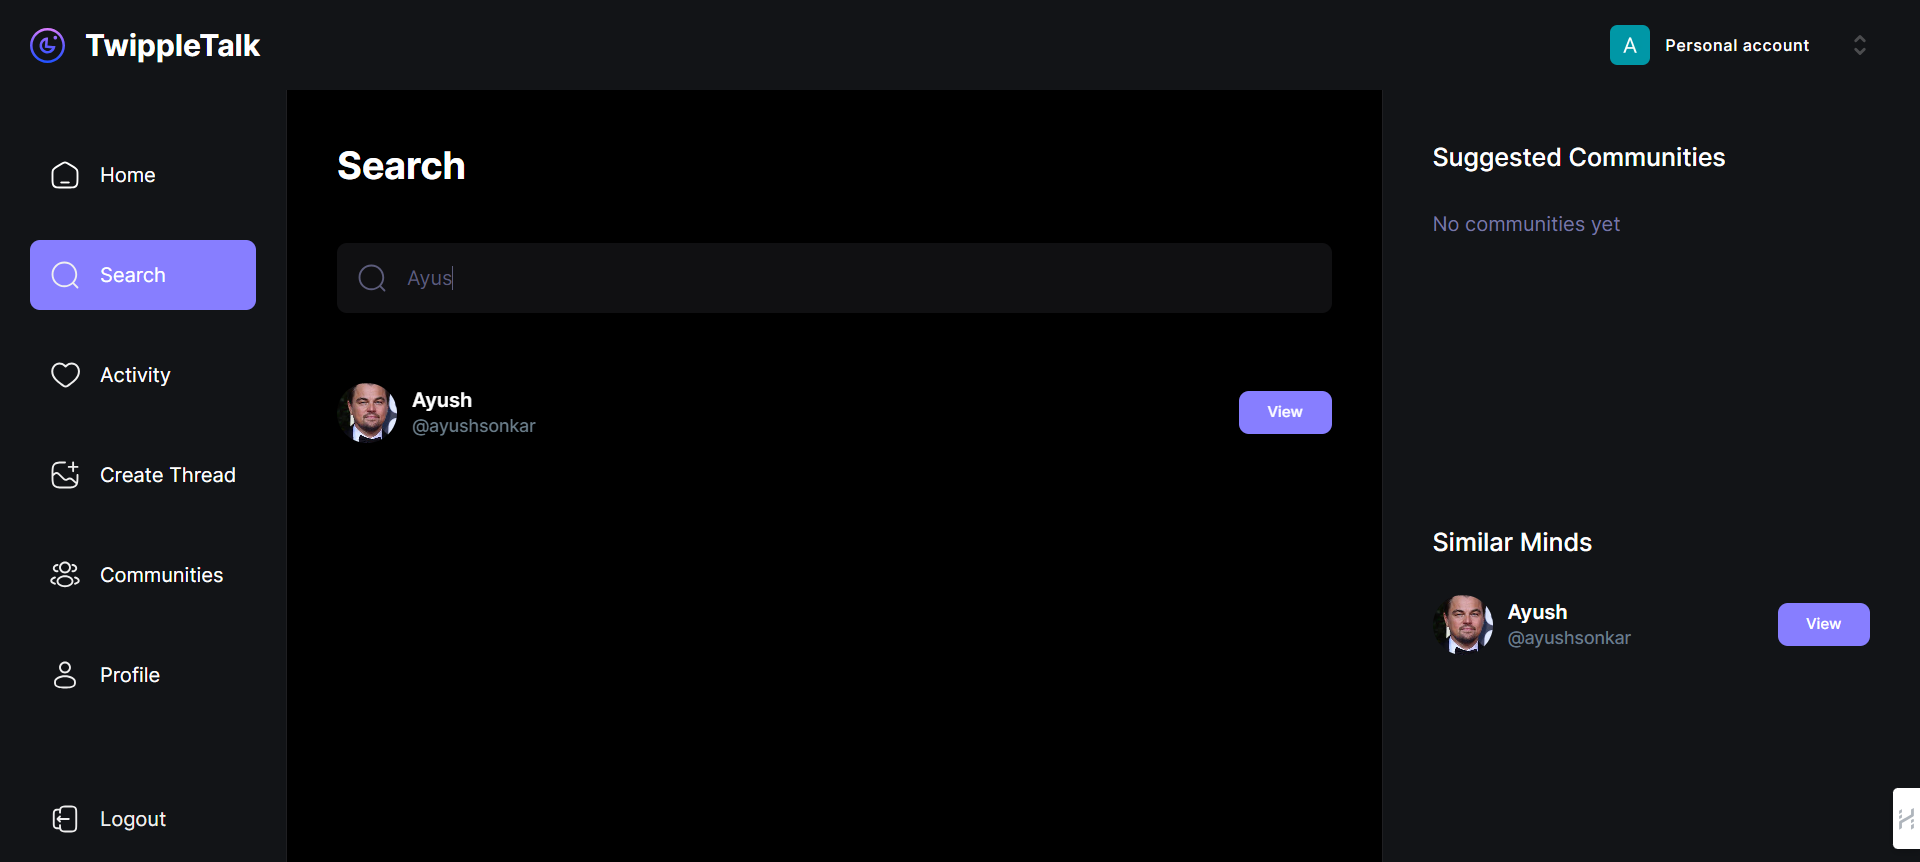 TwippleTalk
A
Personal account
Home
Search
Activity
Create Thread
Communities
Profile
Logout
Search
Ayus
Ayush
@ayushsonkar
View
Suggested Communities
No communities yet
Similar Minds
Ayush
@ayushsonkar
View